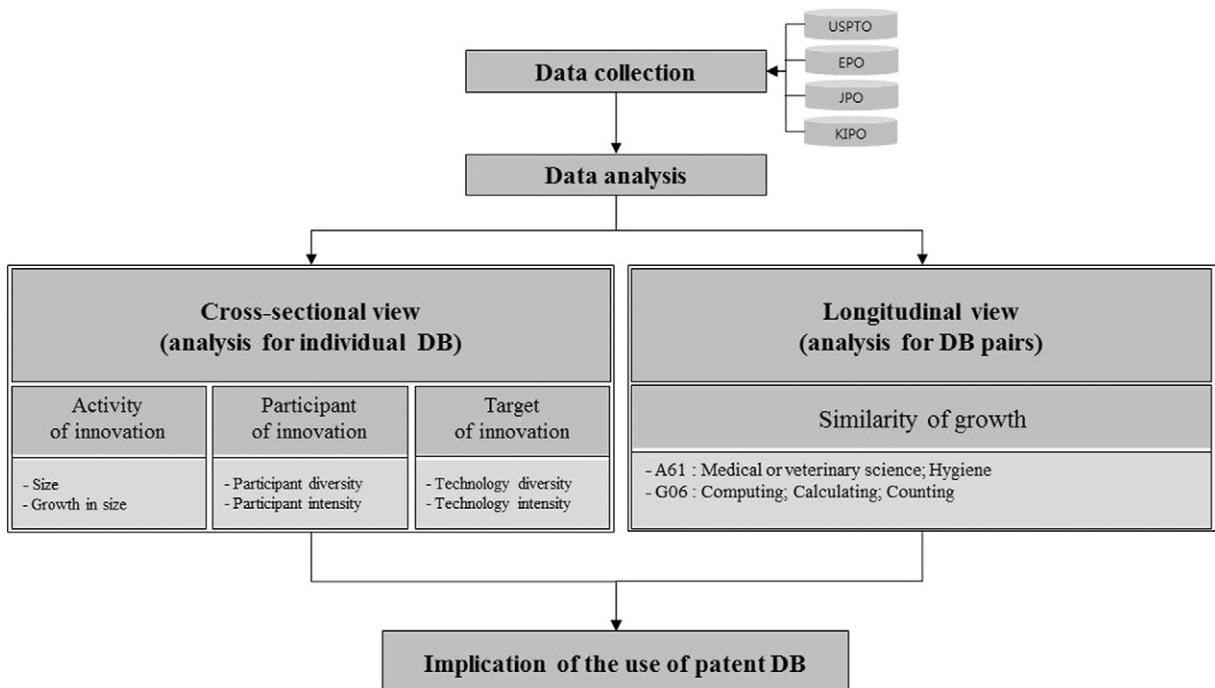 USPTO
EPO
JPO
KIPO
Data collection
Data analysis
Cross-sectional view
(analysis for individual DB)
Activity
of innovation
- Size
- Growth in size
Participant
of innovation
- Participant diversity
- Participant intensity
Target
of innovation
- Technology diversity
- Technology intensity
Longitudinal view
(analysis for DB pairs)
Similarity of growth
- A61 : Medical or veterinary science; Hygiene
- G06 : Computing; Calculating; Counting
Implication of the use of patent DB